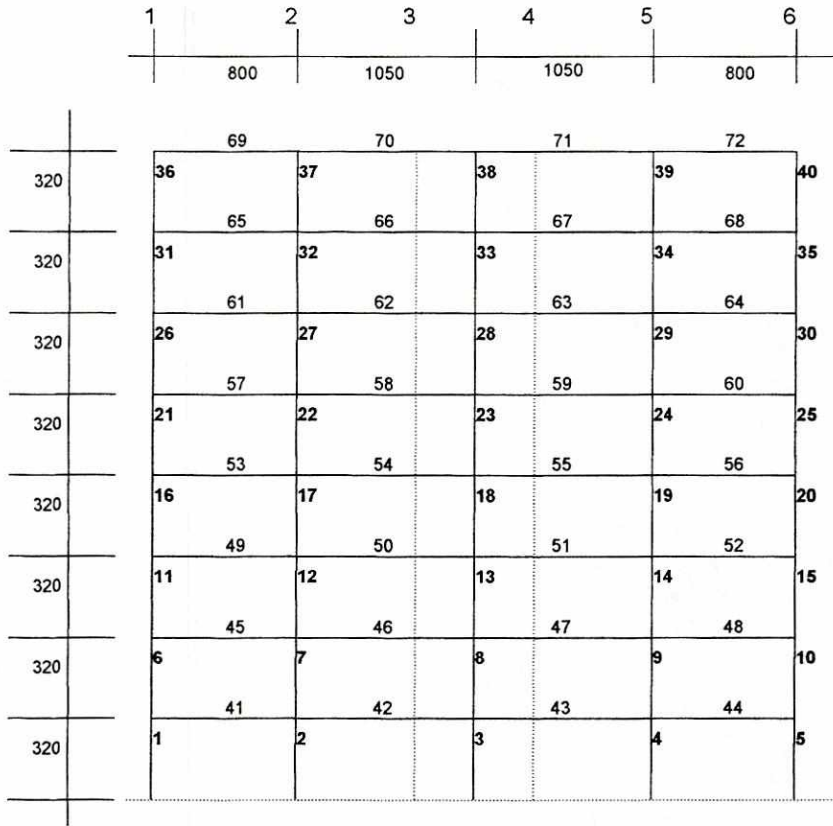 1 2 3 4 5 6
800 1050 1050 800
69 70 71 72
320 36 37 38 39 40
65 66 67 68
320 31 32 33 34 35
61 62 63 64
320 26 27 28 29 30
57 58 59 60
320 21 22 23 24 25
53 54 55 56
320 16 17 18 19 20
49 50 51 52
320 11 12 13 14 15
45 46 47 48
320 6 7 8 9 10
41 42 43 44
320 1 2 3 4 5